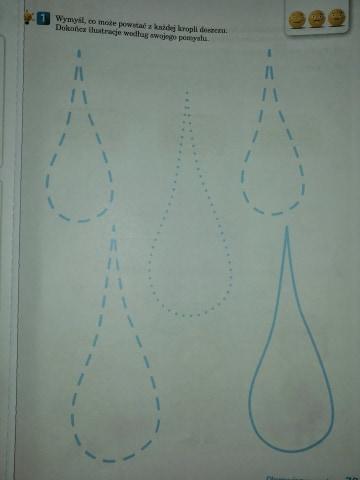 1 Wymyśl, co może powstać z każdej kropli deszczu.
Dokończ ilustracje według swojego pomysłu.